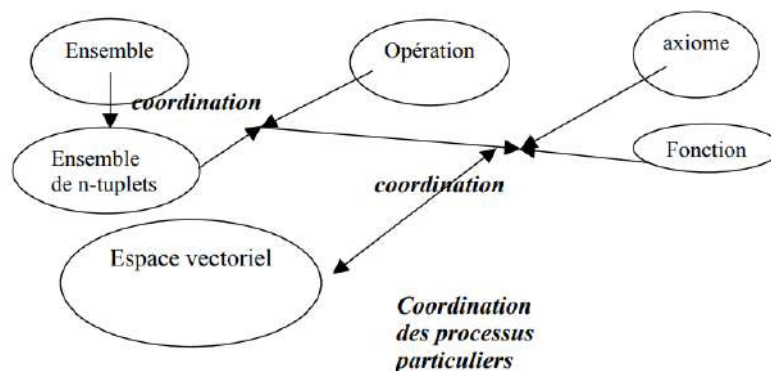 Ensemble
Opération
axiome
coordination
Ensemble
de n-tuplets
Fonction
coordination
Espace vectoriel
Coordination
des processus
particuliers